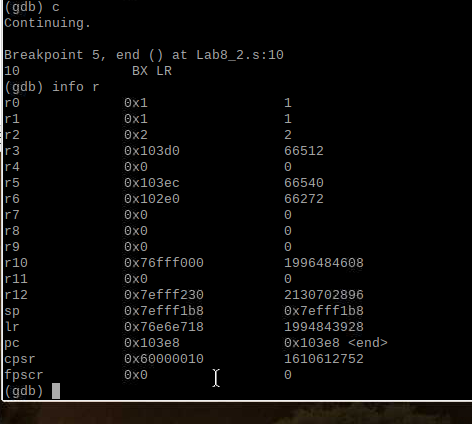 (gdb) c
Continuing.
Breakpoint 5, end () at Lab8_2.s:10
10 BX LR
(gdb) info r
r0 0x1 1
r1 0x1 1
r2 0x2 2
r3 0x103d0 66512
r4 0x0 0
r5 0x103ec 66540
r6 0x102e0 66272
r7 0x0 0
r8 0x0 0
r9 0x0 0
r10 0x76fff000 1996484608
r11 0x0 0
r12 0x7efff230 2130702896
sp 0x7efff1b8 0x7efff1b8
lr 0x76e6e718 1994843928
pc 0x103e8 0x103e8 <end>
cpsr 0x60000010 1610612752
fpscr 0x0 0
(gdb)